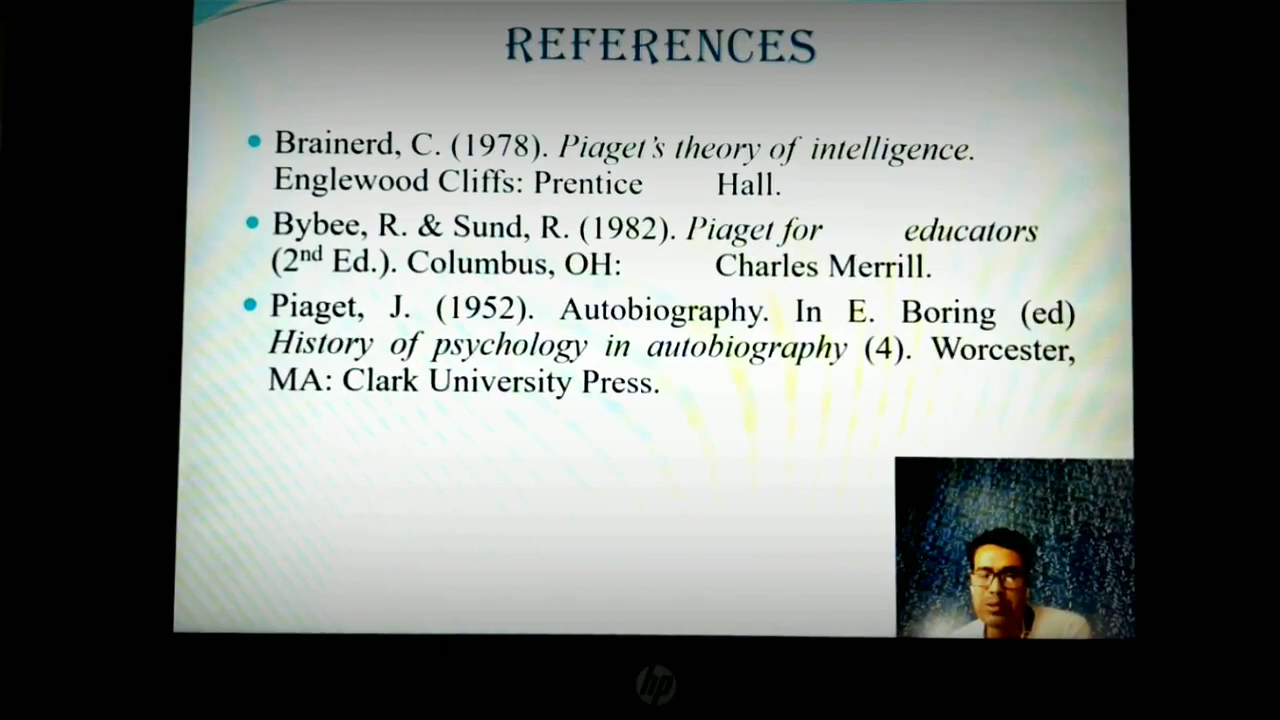 REFERENCES
Brainerd, C. (1978). Piaget's theory of intelligence.
Englewood Cliffs: Prentice Hall.
Bybee, R. & Sund, R. (1982). Piaget for educators
(2nd Ed.). Columbus, OH: Charles Merrill.
Piaget, J. (1952). Autobiography. In E. Boring (ed)
History of psychology in autobiography (4). Worcester,
MA: Clark University Press.
hp